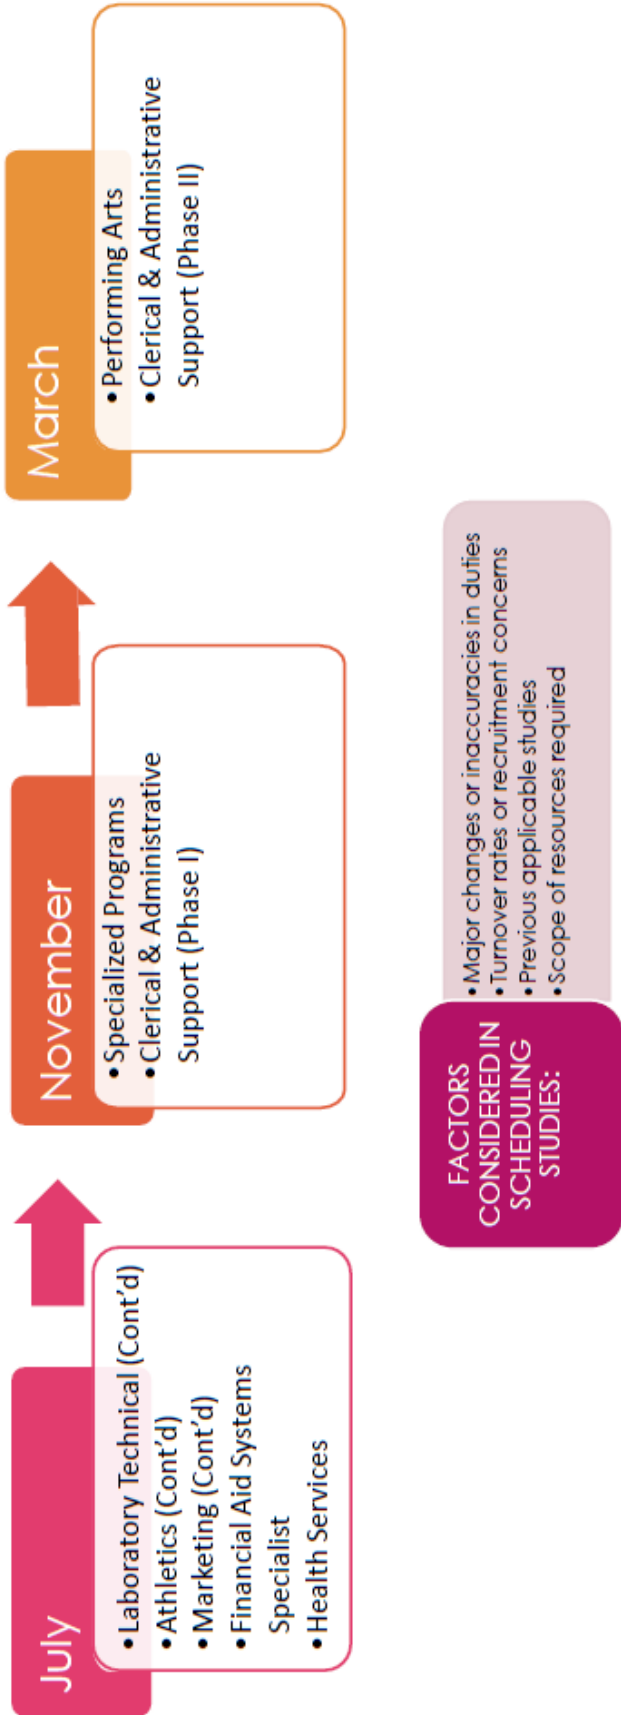 July
• Laboratory Technical (Cont'd)
• Athletics (Cont'd)
• Marketing (Cont'd)
• Financial Aid Systems
Specialist
• Health Services
November
• Specialized Programs
• Clerical & Administrative
Support (Phase I)
March
• Performing Arts
• Clerical & Administrative
Support (Phase II)
FACTORS
CONSIDERED IN
SCHEDULING
STUDIES:
• Major changes or inaccuracies in duties
• Turnover rates or recruitment concerns
• Previous applicable studies
• Scope of resources required